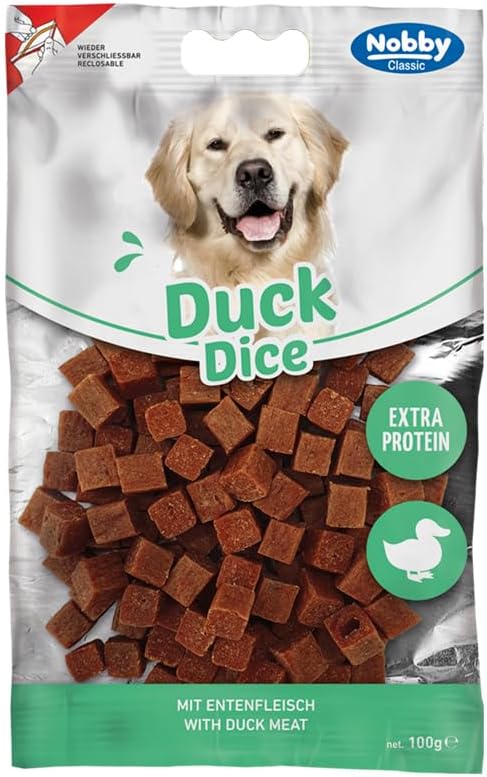 WIEDER
VERSCHLIESSBAR
RECLOSABLE
Nobby
Classic
Duck
Dice
EXTRA
PROTEIN
MIT ENTENFLEISCH
WITH DUCK MEAT
net. 100g℮